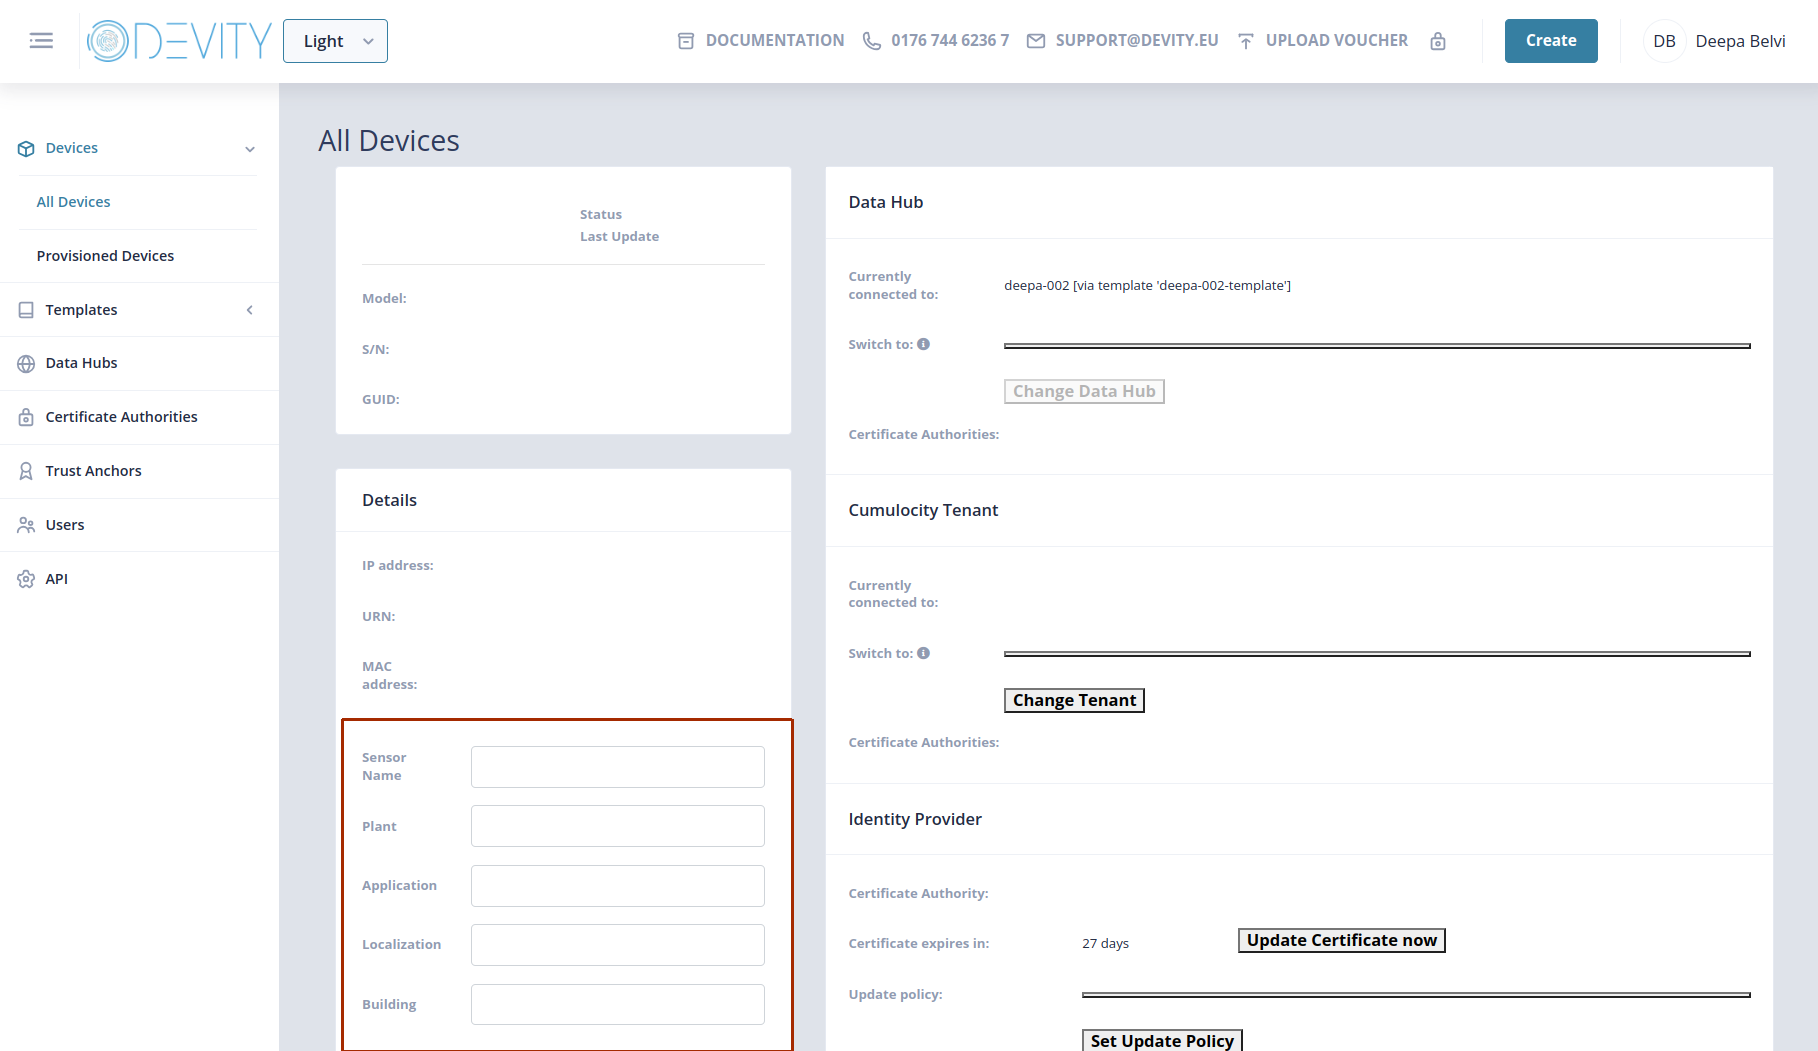 DEVITY
Light
DOCUMENTATION
0176 744 6236 7
SUPPORT@DEVITY.EU
UPLOAD VOUCHER
Create
DB
Deepa Belvi
Devices
All Devices
Provisioned Devices
Templates
Data Hubs
Certificate Authorities
Trust Anchors
Users
API
All Devices
Status
Last Update
Model:
S/N:
GUID:
Details
IP address:
URN:
MAC
address:
Sensor
Name
Plant
Application
Localization
Building
Data Hub
Currently
connected to:
deepa-002 [via template 'deepa-002-template']
Switch to:
Change Data Hub
Certificate Authorities:
Cumulocity Tenant
Currently
connected to:
Switch to:
Change Tenant
Certificate Authorities:
Identity Provider
Certificate Authority:
Certificate expires in:
27 days
Update Certificate now
Update policy:
Set Update Policy